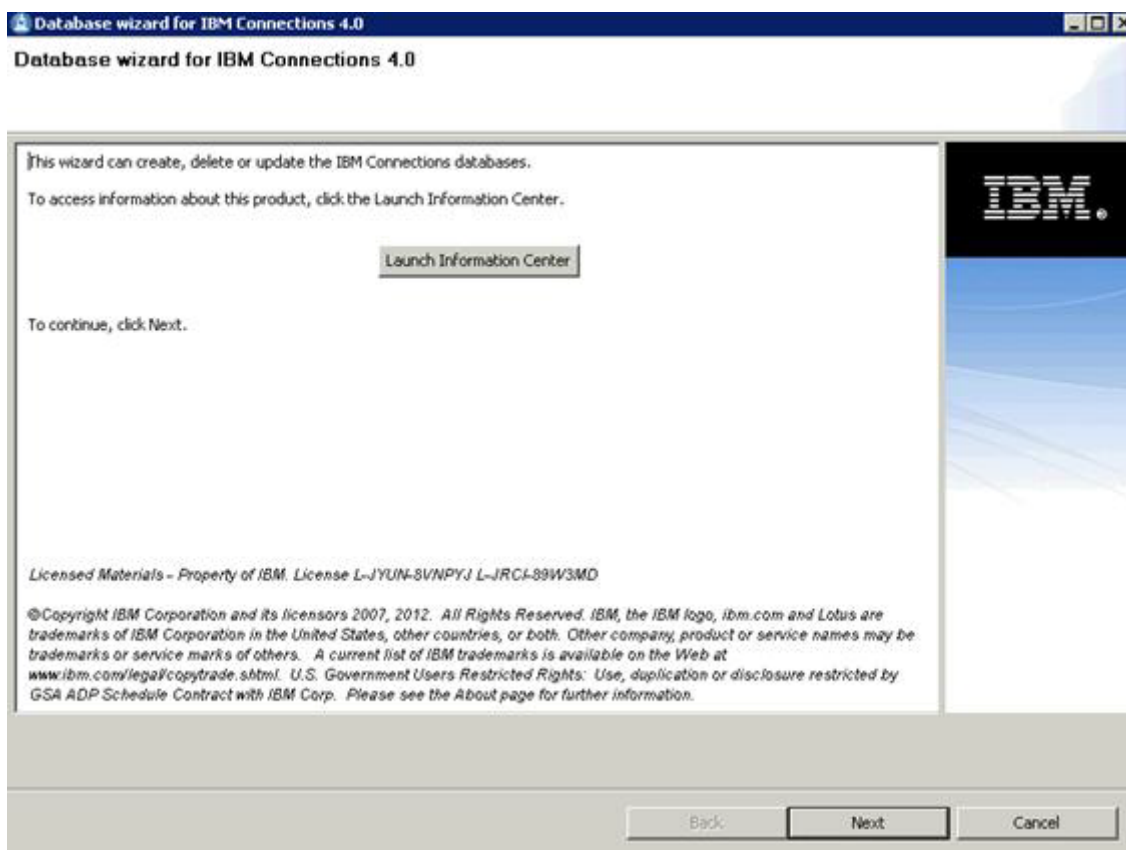 Database wizard for IBM Connections 4.0
Database wizard for IBM Connections 4.0
This wizard can create, delete or update the IBM Connections databases.
To access information about this product, click the Launch Information Center.
IBM.
Launch Information Center
To continue, click Next.
Licensed Materials - Property of IBM. License L-JYUN-8VNPYJ L-JRCI-89W3MD
©Copyright IBM Corporation and its licensors 2007, 2012. All Rights Reserved. IBM, the IBM logo, ibm.com and Lotus are
trademarks of IBM Corporation in the United States, other countries, or both. Other company, product or service names may be
trademarks or service marks of others. A current list of IBM trademarks is available on the Web at
www.ibm.com/legal/copytrade.shtml. U.S. Government Users Restricted Rights: Use, duplication or disclosure restricted by
GSA ADP Schedule Contract with IBM Corp. Please see the About page for further information.
Back
Next
Cancel